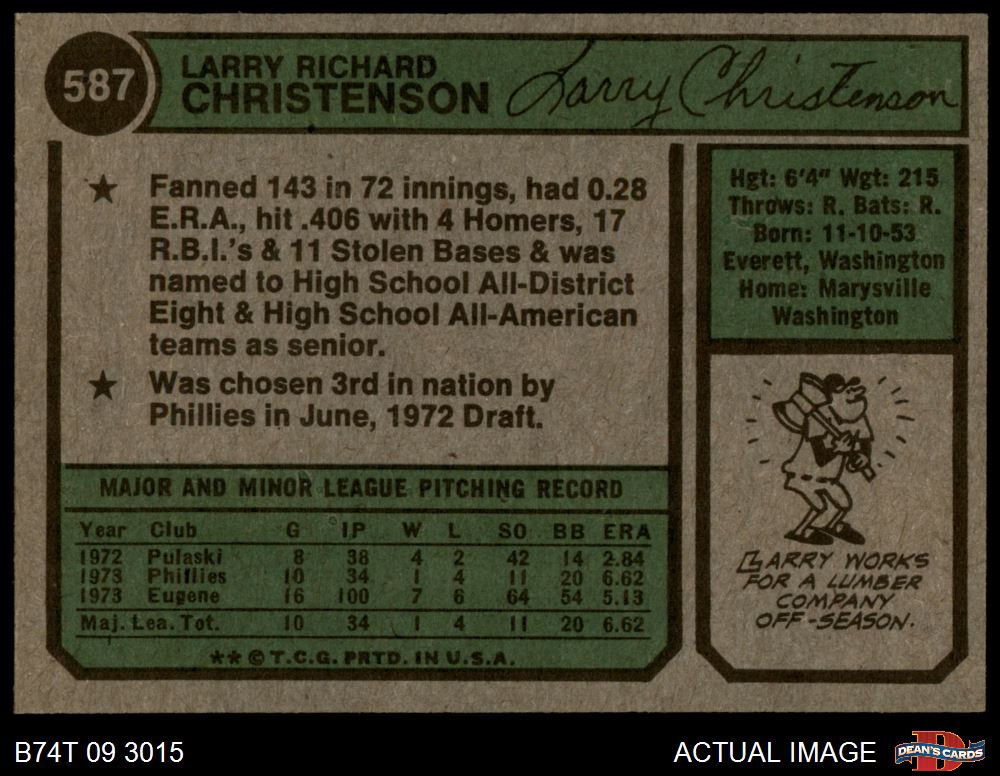 587
LARRY RICHARD
CHRISTENSON
Larry Christenson
★ Fanned 143 in 72 innings, had 0.28
E.R.A., hit .406 with 4 Homers, 17
R.B.I.'s & 11 Stolen Bases & was
named to High School All-District
Eight & High School All-American
teams as senior.
★ Was chosen 3rd in nation by
Phillies in June, 1972 Draft.
Hgt: 6'4" Wgt: 215
Throws: R. Bats: R.
Born: 11-10-53
Everett, Washington
Home: Marysville
Washington
MAJOR AND MINOR LEAGUE PITCHING RECORD
Year Club G IP W L SO BB ERA
1972 Pulaski 8 38 4 2 42 14 2.84
1973 Phillies 10 34 1 4 11 20 6.62
1973 Eugene 16 100 7 6 64 54 5.13
Maj. Lea. Tot. 10 34 1 4 11 20 6.62
** © T.C.G. PRTD. IN U.S.A.
LARRY WORKS
FOR A LUMBER
COMPANY
OFF-SEASON.
B74T 09 3015
ACTUAL IMAGE
DEAN'S CARDS